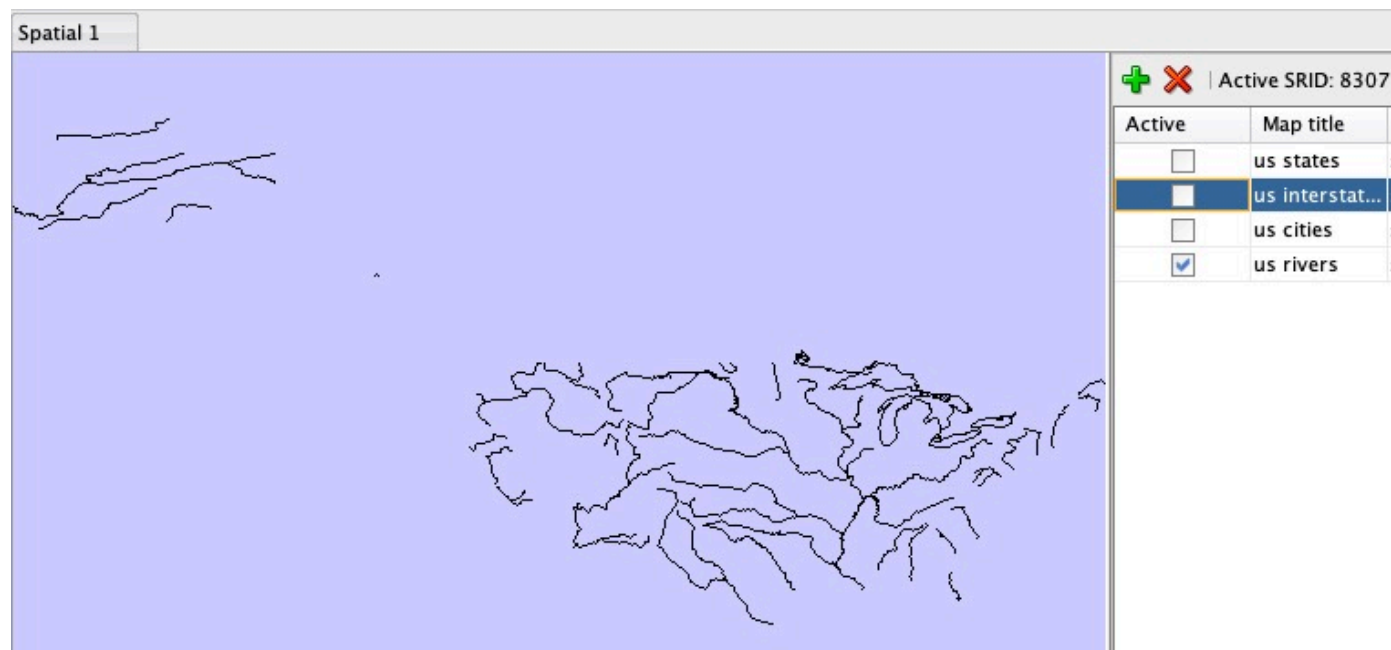 Spatial 1
Active SRID: 8307
Active Map title
us states
us interstat...
us cities
us rivers